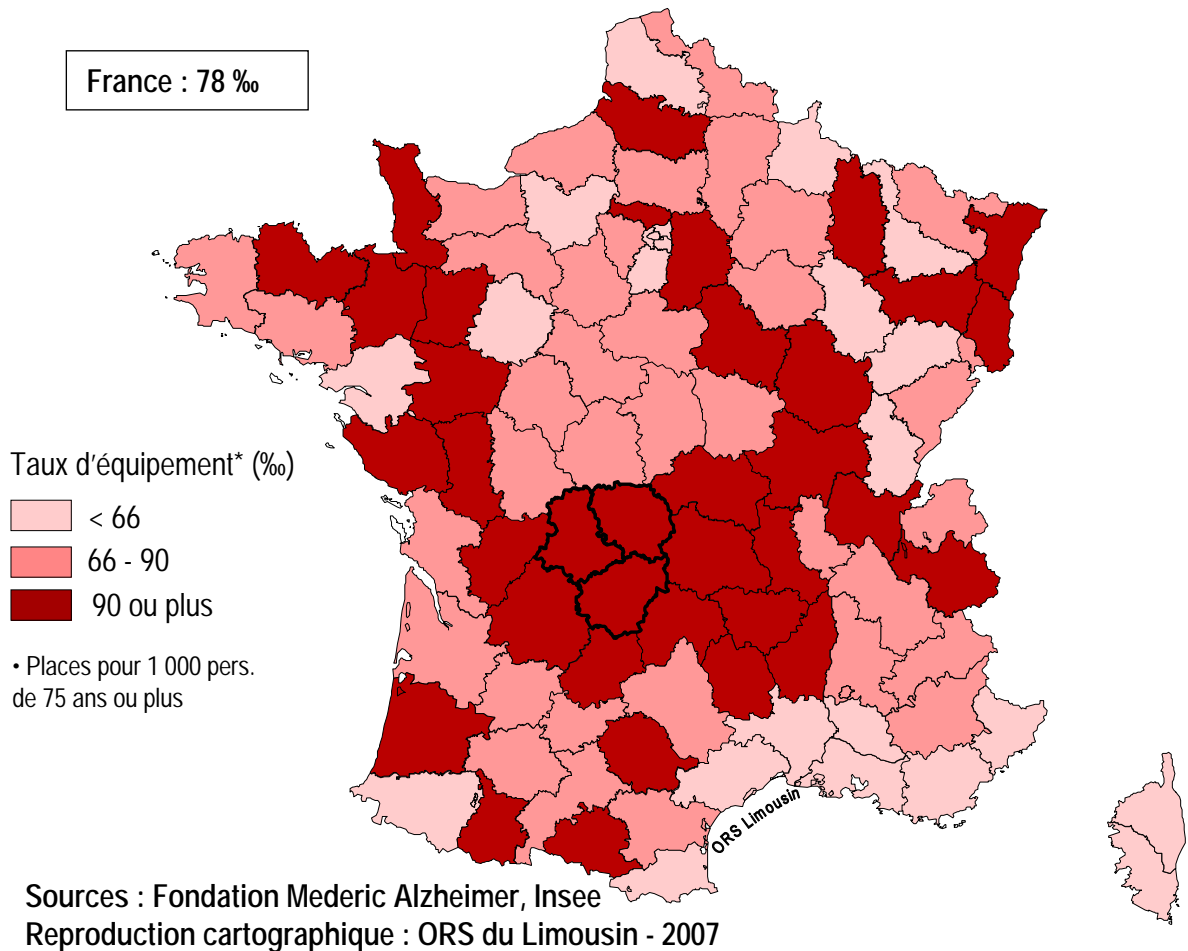 France : 78 ‰
Taux d'équipement* (‰)
< 66
66 - 90
90 ou plus
• Places pour 1 000 pers.
de 75 ans ou plus
ORS Limousin
Sources : Fondation Mederic Alzheimer, Insee
Reproduction cartographique : ORS du Limousin - 2007